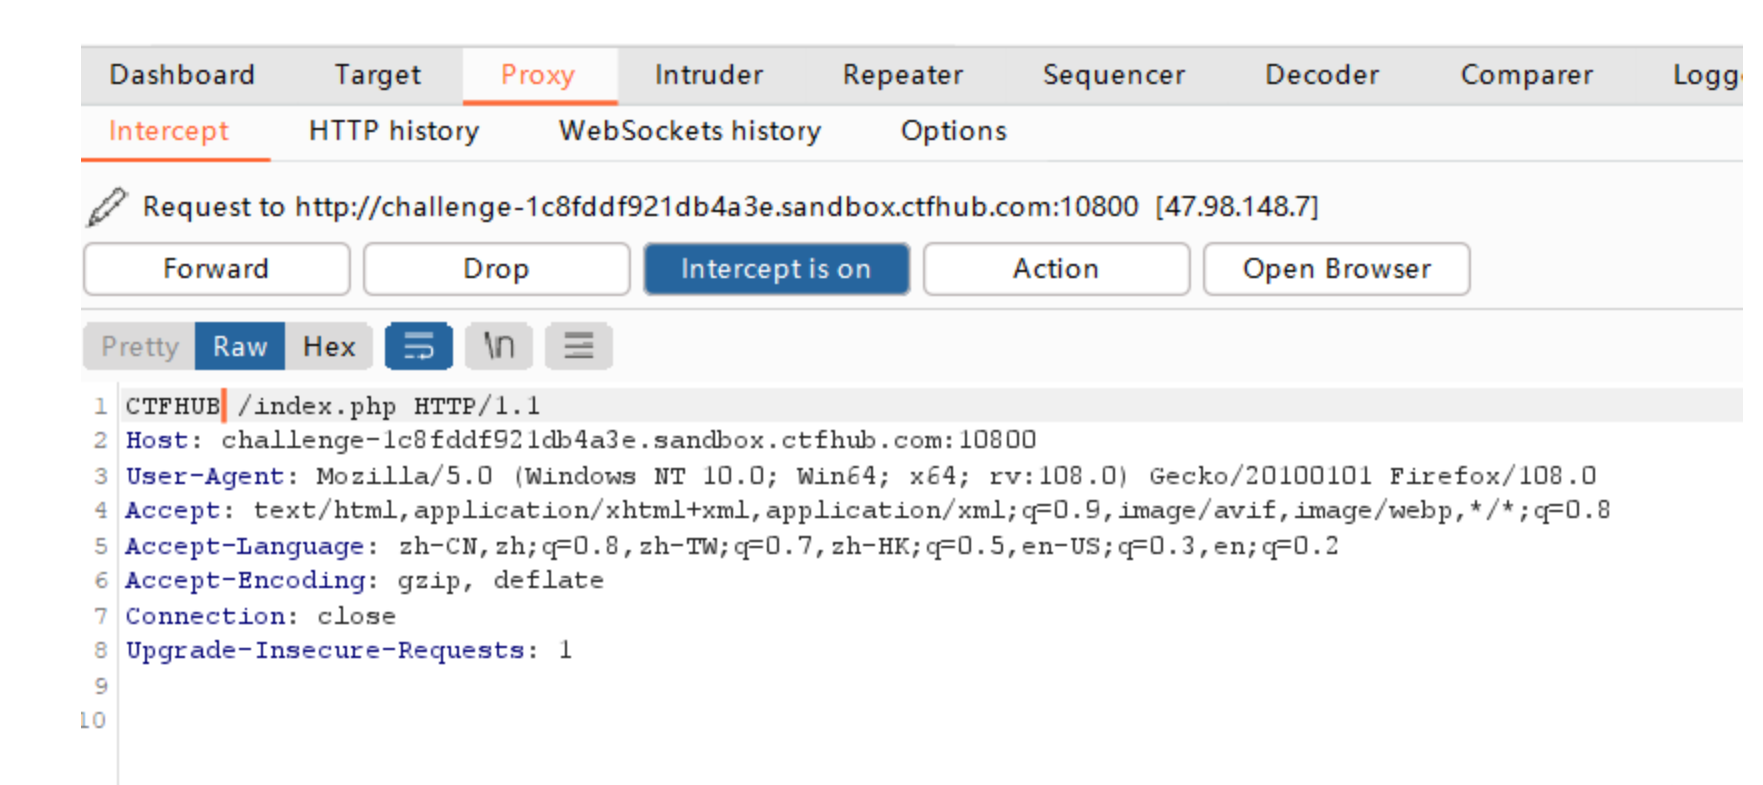 Dashboard Target Proxy Intruder Repeater Sequencer Decoder Comparer Logg
Intercept HTTP history WebSockets history Options
Request to http://challenge-1c8fddf921db4a3e.sandbox.ctfhub.com:10800 [47.98.148.7]
Forward Drop Intercept is on Action Open Browser
Pretty Raw Hex \n
1 CTFHUB /index.php HTTP/1.1
2 Host: challenge-1c8fddf921db4a3e.sandbox.ctfhub.com:10800
3 User-Agent: Mozilla/5.0 (Windows NT 10.0; Win64; x64; rv:108.0) Gecko/20100101 Firefox/108.0
4 Accept: text/html,application/xhtml+xml,application/xml;q=0.9,image/avif,image/webp,*/*;q=0.8
5 Accept-Language: zh-CN,zh;q=0.8,zh-TW;q=0.7,zh-HK;q=0.5,en-US;q=0.3,en;q=0.2
6 Accept-Encoding: gzip, deflate
7 Connection: close
8 Upgrade-Insecure-Requests: 1
9
10